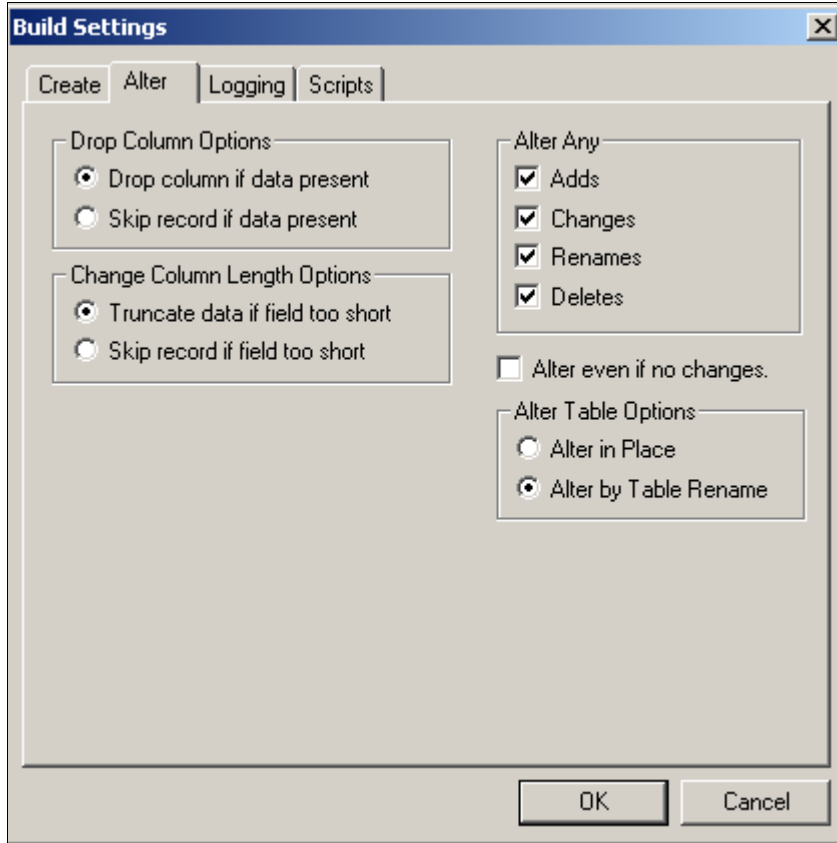 Build Settings
Create Alter Logging Scripts
Drop Column Options
Drop column if data present
Skip record if data present
Change Column Length Options
Truncate data if field too short
Skip record if field too short
Alter Any
Adds
Changes
Renames
Deletes
Alter even if no changes.
Alter Table Options
Alter in Place
Alter by Table Rename
OK Cancel